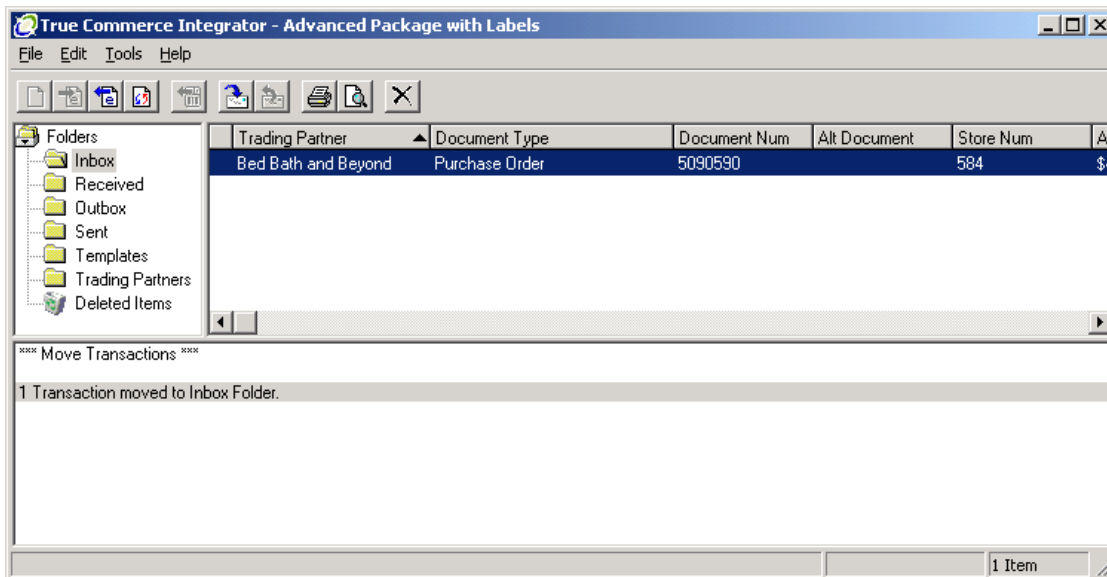 True Commerce Integrator - Advanced Package with Labels
File Edit Tools Help
Folders
Inbox
Received
Outbox
Sent
Templates
Trading Partners
Deleted Items
Trading Partner Document Type Document Num Alt Document Store Num A
Bed Bath and Beyond Purchase Order 5090590 584 $
*** Move Transactions ***
1 Transaction moved to Inbox Folder.
1 Item